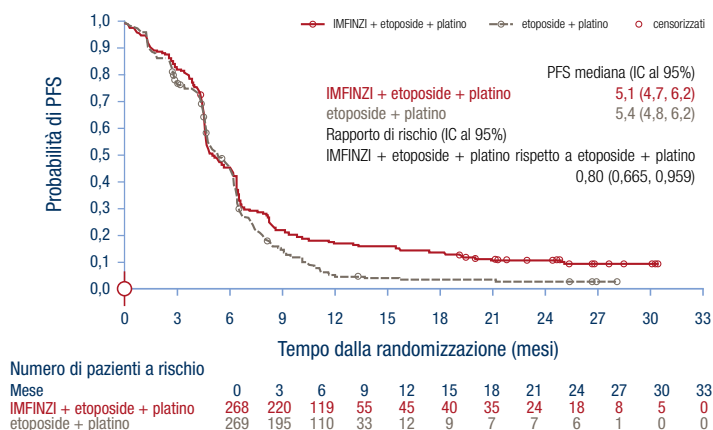 IMFINZI + etoposide + platino
etoposide + platino
censorizzati
PFS mediana (IC al 95%)
IMFINZI + etoposide + platino 5,1 (4,7, 6,2)
etoposide + platino 5,4 (4,8, 6,2)
Rapporto di rischio (IC al 95%)
IMFINZI + etoposide + platino rispetto a etoposide + platino
0,80 (0,665, 0,959)
Probabilità di PFS
1,0
0,9
0,8
0,7
0,6
0,5
0,4
0,3
0,2
0,1
0,0
0 3 6 9 12 15 18 21 24 27 30 33
Tempo dalla randomizzazione (mesi)
Numero di pazienti a rischio
Mese 0 3 6 9 12 15 18 21 24 27 30 33
IMFINZI + etoposide + platino 268 220 119 55 45 40 35 24 18 8 5 0
etoposide + platino 269 195 110 33 12 9 7 7 6 1 0 0